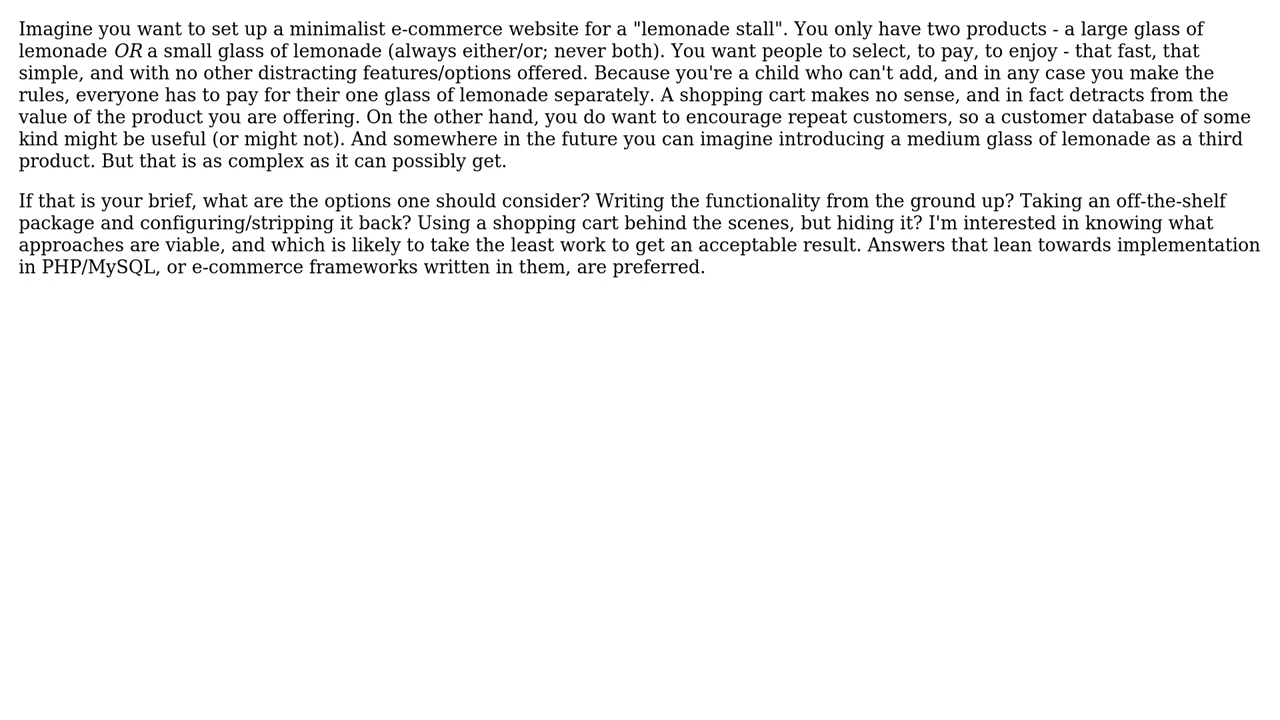 Imagine you want to set up a minimalist e-commerce website for a "lemonade stall". You only have two products - a large glass of
lemonade OR a small glass of lemonade (always either/or; never both). You want people to select, to pay, to enjoy - that fast, that
simple, and with no other distracting features/options offered. Because you're a child who can't add, and in any case you make the
rules, everyone has to pay for their one glass of lemonade separately. A shopping cart makes no sense, and in fact detracts from the
value of the product you are offering. On the other hand, you do want to encourage repeat customers, so a customer database of some
kind might be useful (or might not). And somewhere in the future you can imagine introducing a medium glass of lemonade as a third
product. But that is as complex as it can possibly get.
If that is your brief, what are the options one should consider? Writing the functionality from the ground up? Taking an off-the-shelf
package and configuring/stripping it back? Using a shopping cart behind the scenes, but hiding it? I'm interested in knowing what
approaches are viable, and which is likely to take the least work to get an acceptable result. Answers that lean towards implementation
in PHP/MySQL, or e-commerce frameworks written in them, are preferred.